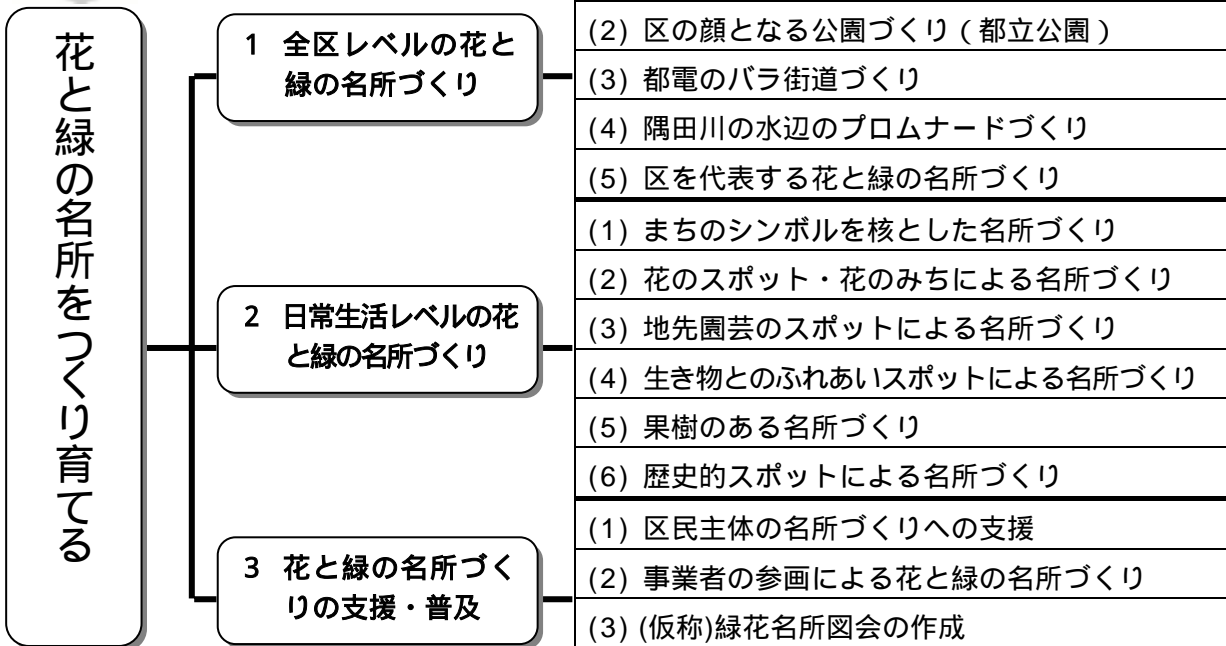 花と緑の名所をつくり育てる
1 全区レベルの花と
緑の名所づくり
(2) 区の顔となる公園づくり(都立公園)
(3) 都電のバラ街道づくり
(4) 隅田川の水辺のプロムナードづくり
(5) 区を代表する花と緑の名所づくり
2 日常生活レベルの花
と緑の名所づくり
(1) まちのシンボルを核とした名所づくり
(2) 花のスポット・花のみちによる名所づくり
(3) 地先園芸のスポットによる名所づくり
(4) 生き物とのふれあいスポットによる名所づくり
(5) 果樹のある名所づくり
(6) 歴史的スポットによる名所づくり
3 花と緑の名所づく
りの支援・普及
(1) 区民主体の名所づくりへの支援
(2) 事業者の参画による花と緑の名所づくり
(3) (仮称)緑花名所図会の作成